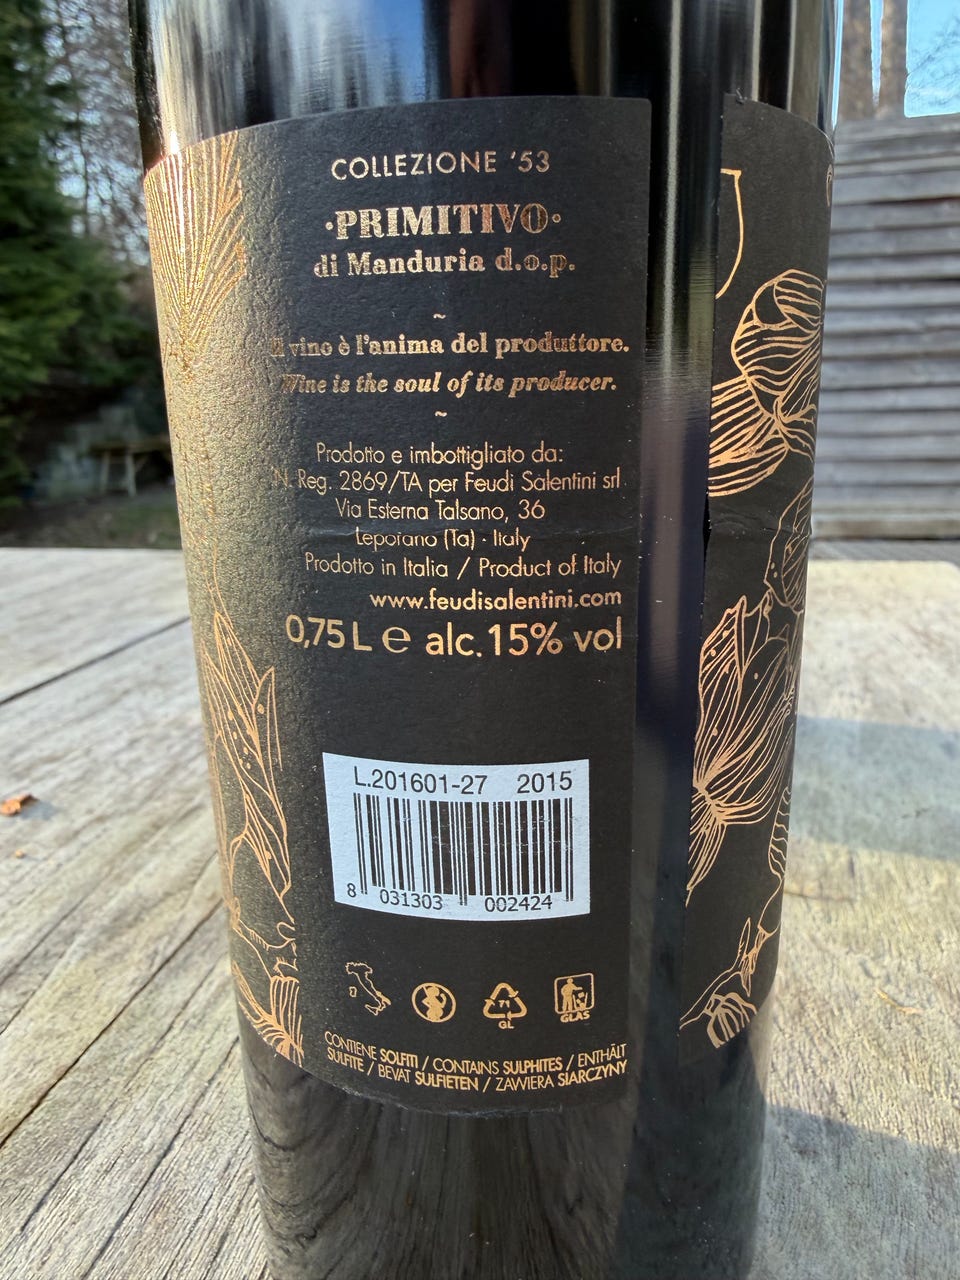 COLLEZIONE '53
·PRIMITIVO·
di Manduria d.o.p.
~
Il vino è l'anima del produttore.
Wine is the soul of its producer.
~
Prodotto e imbottigliato da:
N. Reg. 2869/TA per Feudi Salentini srl
Via Esterna Talsano, 36
Leporano (Ta) - Italy
Prodotto in Italia / Product of Italy
www.feudisalentini.com
0,75 L e alc. 15% vol
L.201601-27 2015
8 031303 002424
71
GL
GLAS
CONTIENE SOLFITI / CONTAINS SULPHITES / ENTHÄLT
SULFITE / BEVAT SULFIETEN / ZAWIERA SIARCZYNY